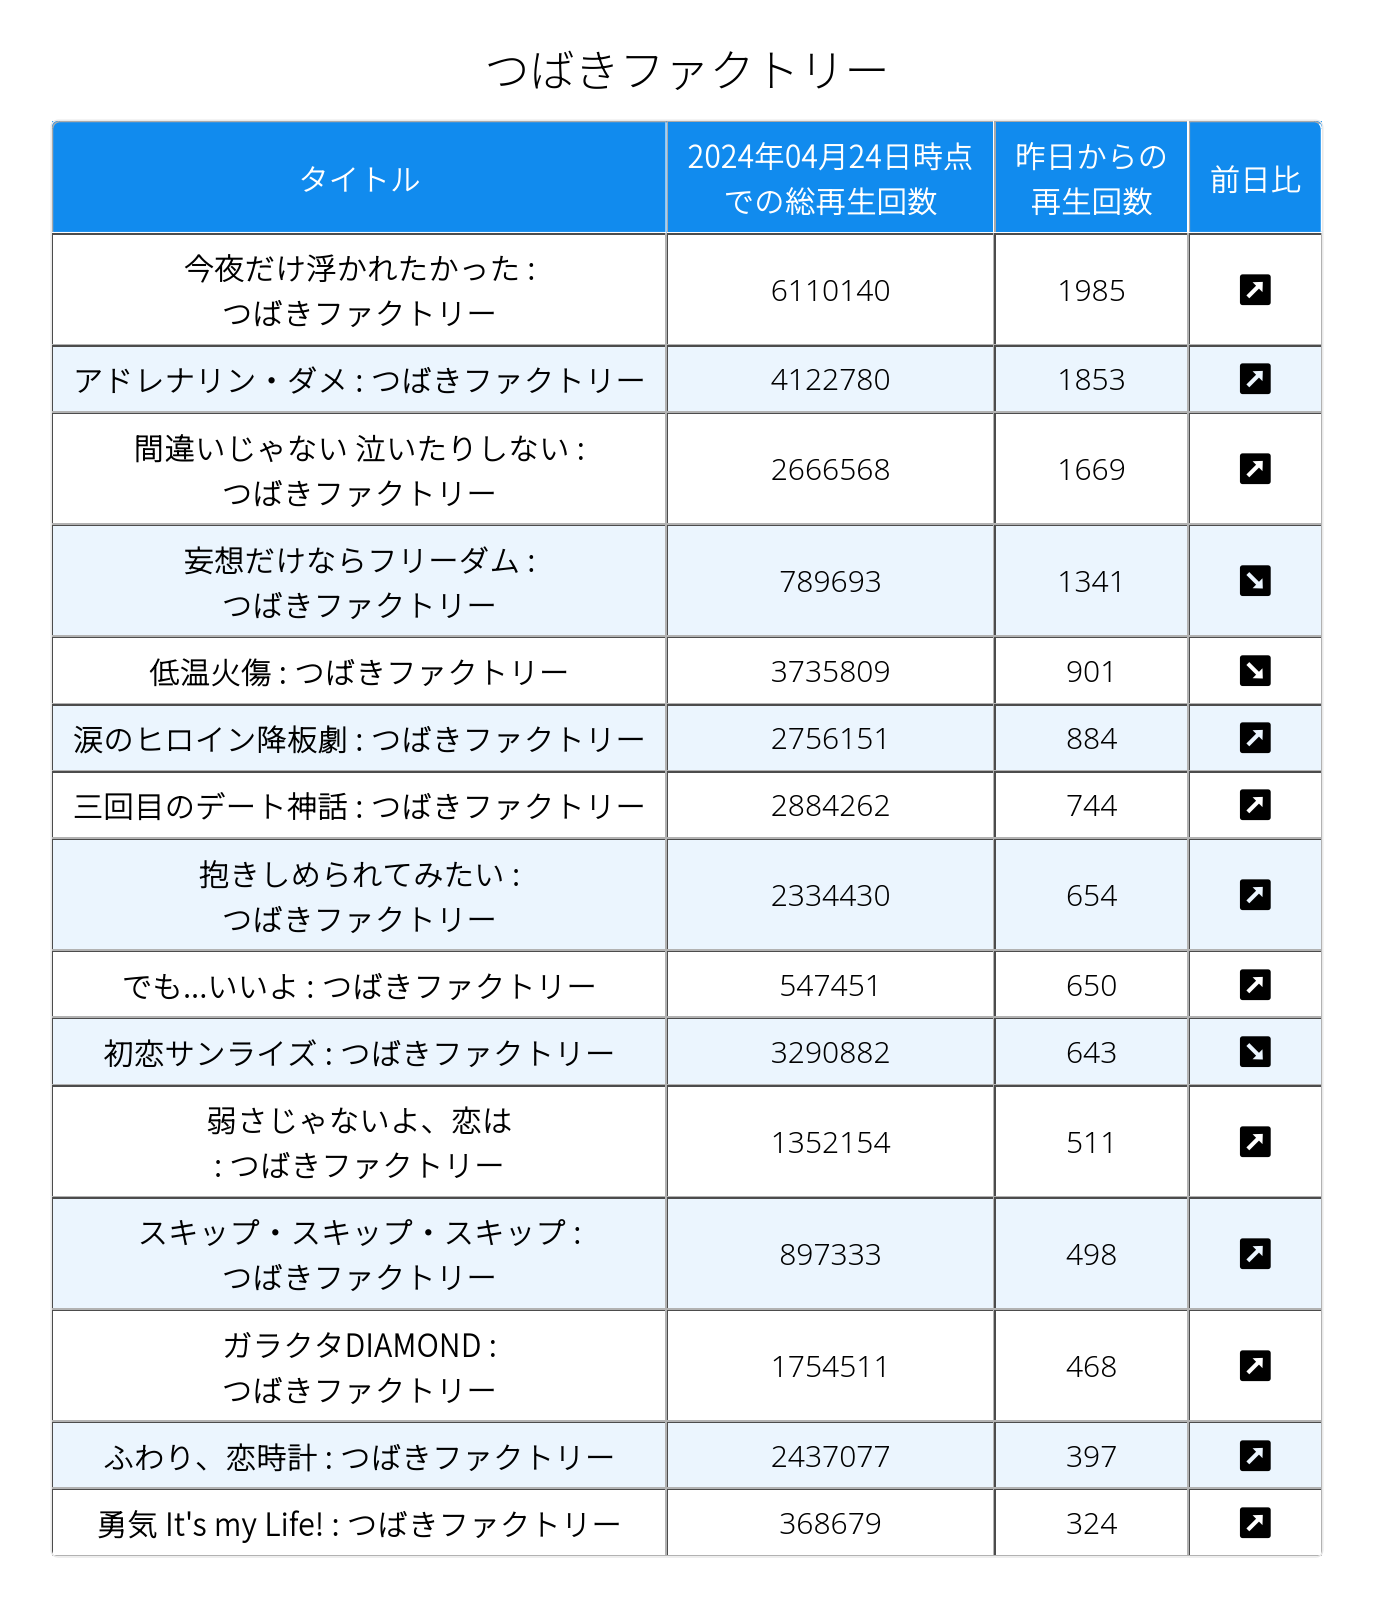 つばきファクトリー
タイトル
2024年04月24日時点
での総再生回数
昨日からの
再生回数
前日比
今夜だけ浮かれたかった :
つばきファクトリー
6110140
1985
アドレナリン・ダメ : つばきファクトリー
4122780
1853
間違いじゃない 泣いたりしない :
つばきファクトリー
2666568
1669
妄想だけならフリーダム :
つばきファクトリー
789693
1341
低温火傷 : つばきファクトリー
3735809
901
涙のヒロイン降板劇 : つばきファクトリー
2756151
884
三回目のデート神話 : つばきファクトリー
2884262
744
抱きしめられてみたい :
つばきファクトリー
2334430
654
でも...いいよ : つばきファクトリー
547451
650
初恋サンライズ : つばきファクトリー
3290882
643
弱さじゃないよ、恋は
: つばきファクトリー
1352154
511
スキップ・スキップ・スキップ :
つばきファクトリー
897333
498
ガラクタDIAMOND :
つばきファクトリー
1754511
468
ふわり、恋時計 : つばきファクトリー
2437077
397
勇気 It's my Life! : つばきファクトリー
368679
324